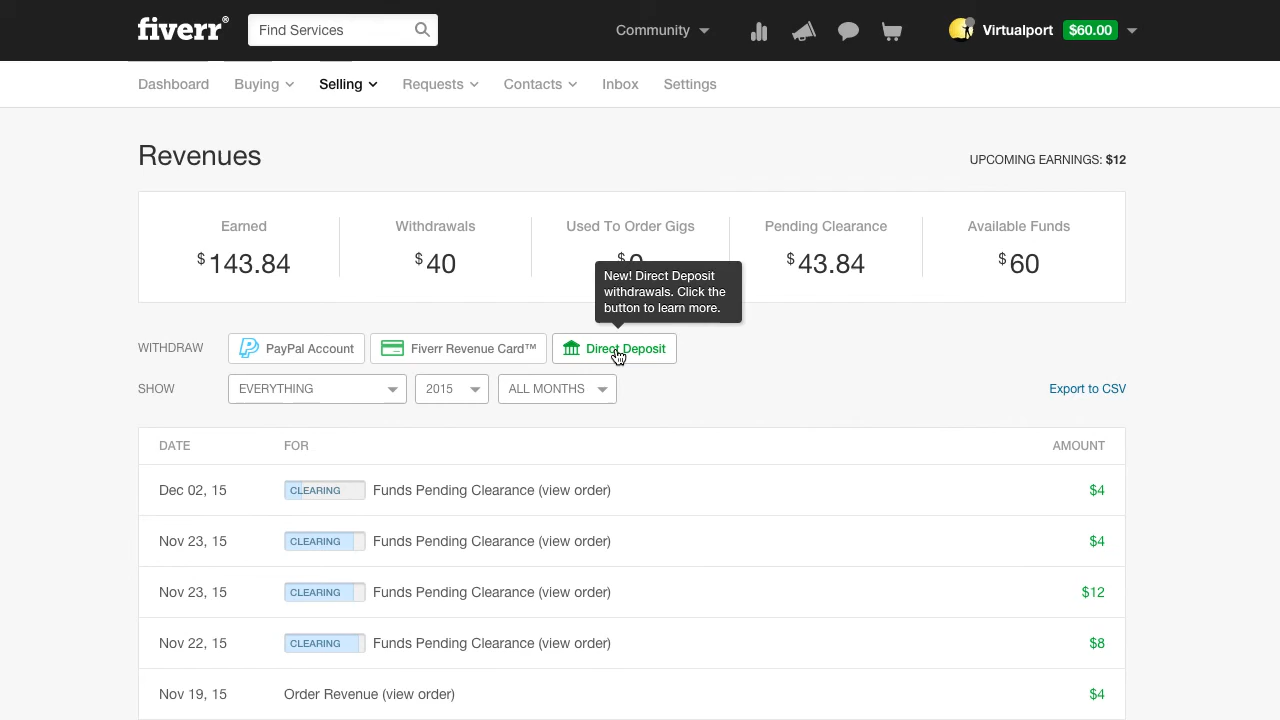 fiverr®
Find Services
Community
Virtualport
$60.00
Dashboard
Buying
Selling
Requests
Contacts
Inbox
Settings
Revenues
UPCOMING EARNINGS: $12
Earned
Withdrawals
Used To Order Gigs
Pending Clearance
Available Funds
$143.84
$40
$0
$43.84
$60
New! Direct Deposit
withdrawals. Click the
button to learn more.
WITHDRAW
PayPal Account
Fiverr Revenue Card™
Direct Deposit
SHOW
EVERYTHING
2015
ALL MONTHS
Export to CSV
DATE
FOR
AMOUNT
Dec 02, 15
CLEARING
Funds Pending Clearance (view order)
$4
Nov 23, 15
CLEARING
Funds Pending Clearance (view order)
$4
Nov 23, 15
CLEARING
Funds Pending Clearance (view order)
$12
Nov 22, 15
CLEARING
Funds Pending Clearance (view order)
$8
Nov 19, 15
Order Revenue (view order)
$4